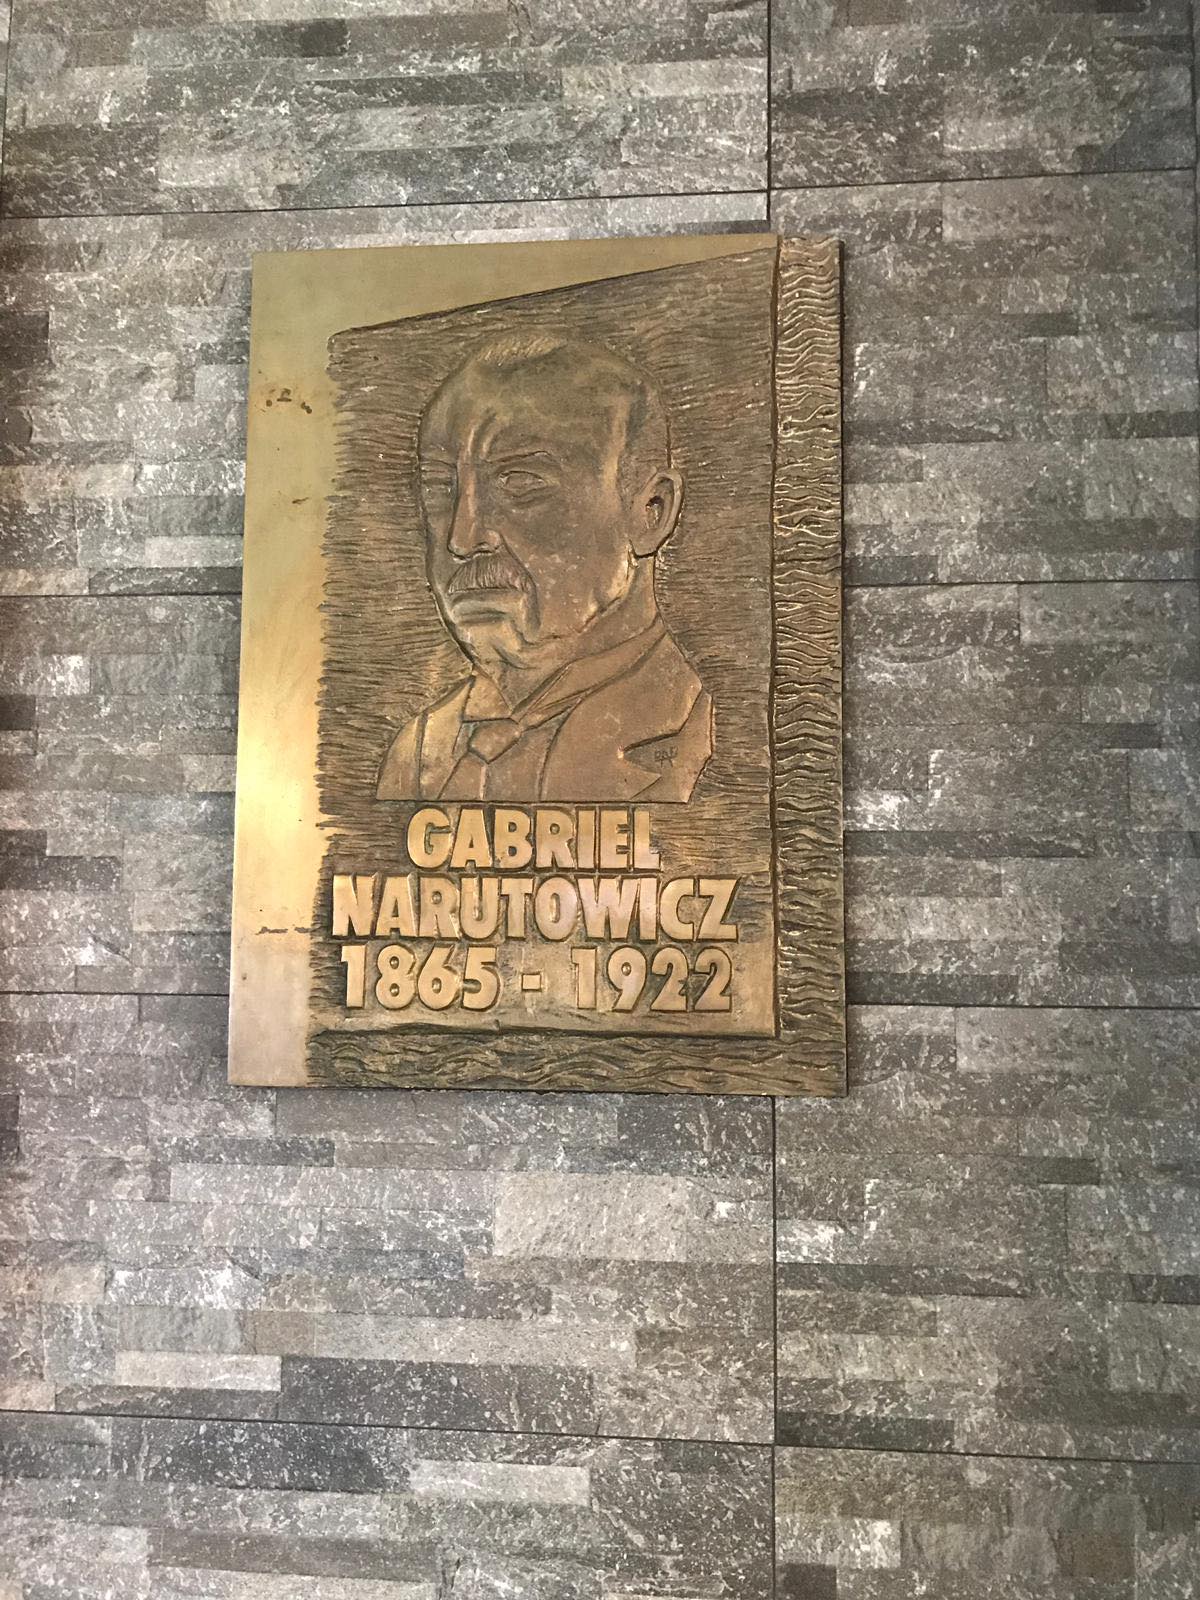 GABRIEL
NARUTOWICZ
1865 - 1922